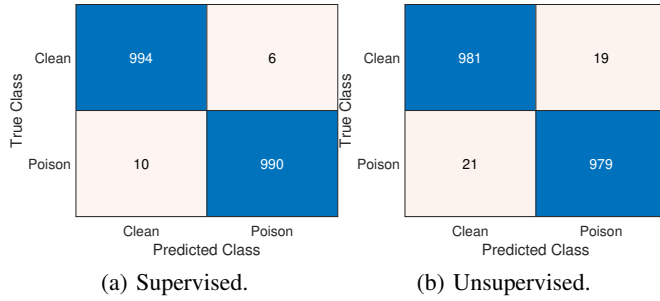 True Class
Clean
994
6
Poison
10
990
Clean
Poison
Predicted Class
(a) Supervised.
True Class
Clean
981
19
Poison
21
979
Clean
Poison
Predicted Class
(b) Unsupervised.